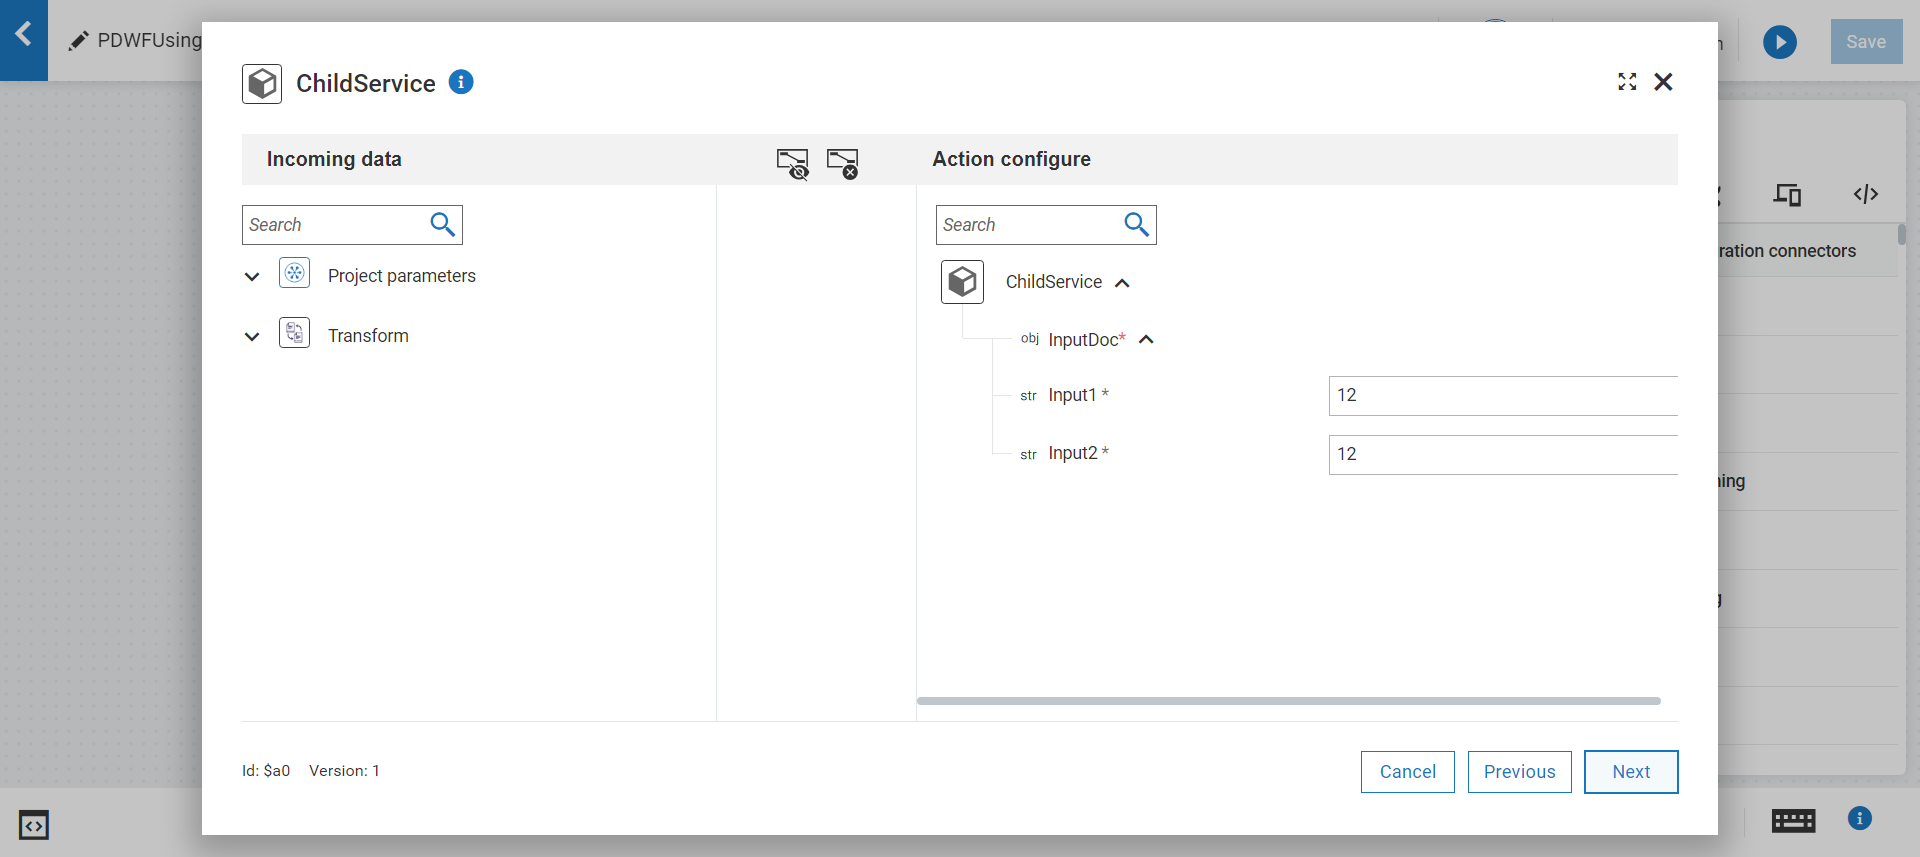 PDWFUsing
Save
ChildService
Incoming data
Action configure
Search
Search
Project parameters
Transform
ChildService
obj InputDoc*
str Input1 * 12
str Input2 * 12
ration connectors
Id: $a0 Version: 1
Cancel Previous Next